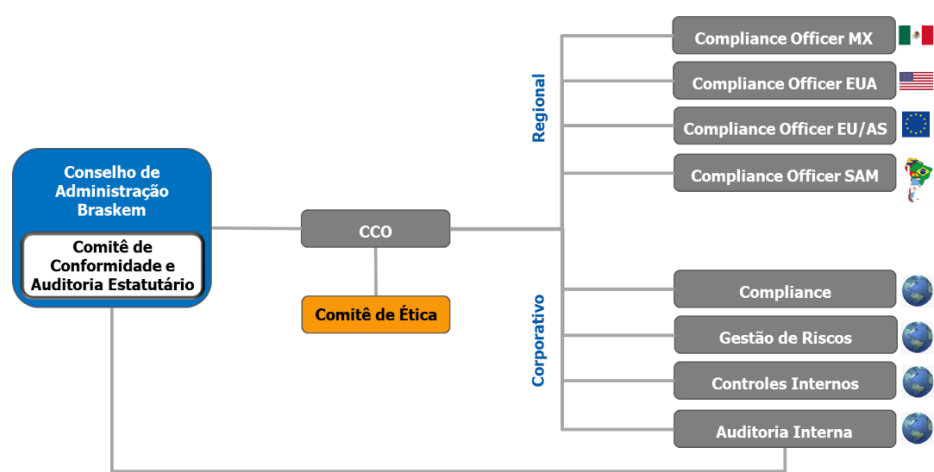 Conselho de
Administração
Braskem
Comitê de
Conformidade e
Auditoria Estatutário
CCO
Comitê de Ética
Regional
Compliance Officer MX
Compliance Officer EUA
Compliance Officer EU/AS
Compliance Officer SAM
Corporativo
Compliance
Gestão de Riscos
Controles Internos
Auditoria Interna